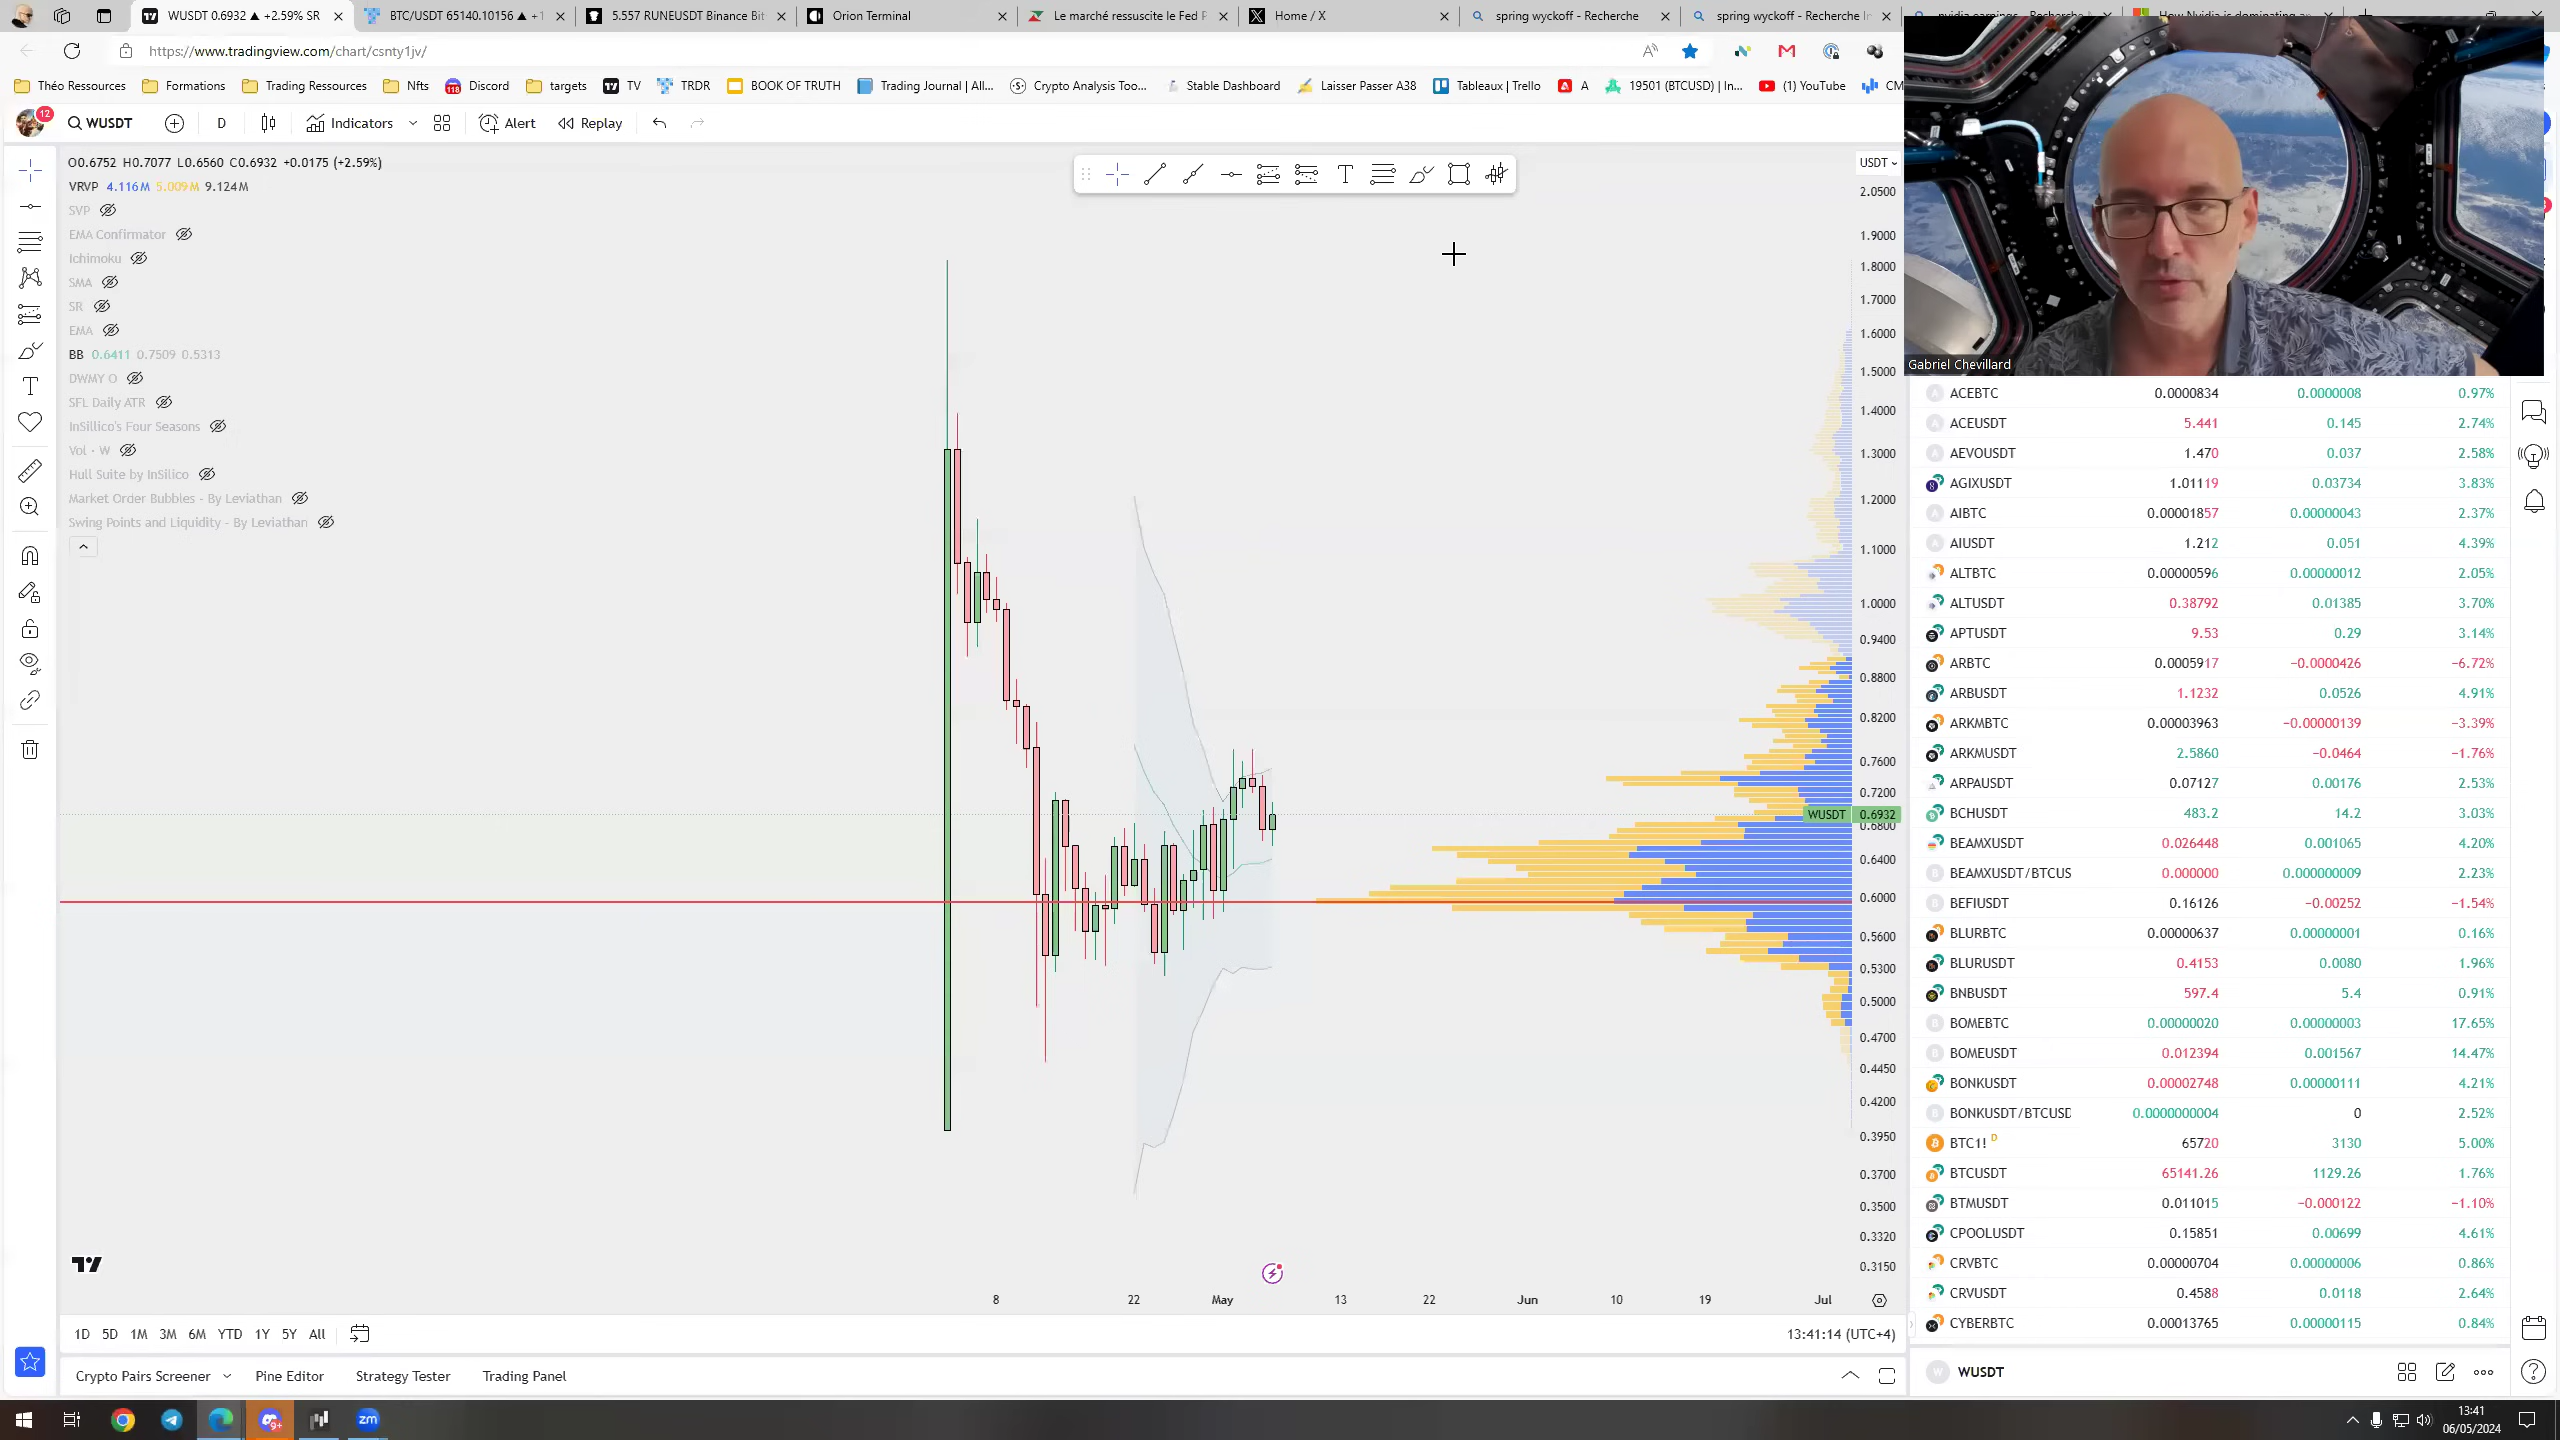 WUSDT 0.6932 ▲ +2.59% SR
BTC/USDT 65140.10156 ▲ +1
5.557 RUNEUSDT Binance Bit
Orion Terminal
Le marché ressuscite le Fed P
Home / X
spring wyckoff - Recherche
spring wyckoff - Recherche In
https://www.tradingview.com/chart/csnty1jv/
Théo Ressources
Formations
Trading Ressources
Nfts
Discord
targets
TV
TRDR
BOOK OF TRUTH
Trading Journal | All...
Crypto Analysis Too...
Stable Dashboard
Laisser Passer A38
Tableaux | Trello
A
19501 (BTCUSD) | In...
(1) YouTube
CM
12
WUSDT
D
Indicators
Alert
Replay
O0.6752 H0.7077 L0.6560 C0.6932 +0.0175 (+2.59%)
VRVP 4.116M 5.009M 9.124M
SVP
EMA Confirmator
Ichimoku
SMA
SR
EMA
BB 0.6411 0.7509 0.5313
DWMY O
SFL Daily ATR
InSillico's Four Seasons
Vol · W
Hull Suite by InSilico
Market Order Bubbles - By Leviathan
Swing Points and Liquidity - By Leviathan
USDT
2.0500
1.9000
1.8000
1.7000
1.6000
1.5000
1.4000
1.3000
1.2000
1.1000
1.0000
0.9400
0.8800
0.8200
0.7600
0.7200
WUSDT 0.6932
0.6800
0.6400
0.6000
0.5600
0.5300
0.5000
0.4700
0.4450
0.4200
0.3950
0.3700
0.3500
0.3320
0.3150
8 22 May 13 22 Jun 10 19 Jul
1D 5D 1M 3M 6M YTD 1Y 5Y All
13:41:14 (UTC+4)
Crypto Pairs Screener
Pine Editor
Strategy Tester
Trading Panel
Gabriel Chevillard
ACEBTC 0.0000834 0.0000008 0.97%
ACEUSDT 5.441 0.145 2.74%
AEVOUSDT 1.470 0.037 2.58%
AGIXUSDT 1.01119 0.03734 3.83%
AIBTC 0.00001857 0.00000043 2.37%
AIUSDT 1.212 0.051 4.39%
ALTBTC 0.00000596 0.00000012 2.05%
ALTUSDT 0.38792 0.01385 3.70%
APTUSDT 9.53 0.29 3.14%
ARBTC 0.0005917 −0.0000426 −6.72%
ARBUSDT 1.1232 0.0526 4.91%
ARKMBTC 0.00003963 −0.00000139 −3.39%
ARKMUSDT 2.5860 −0.0464 −1.76%
ARPAUSDT 0.07127 0.00176 2.53%
BCHUSDT 483.2 14.2 3.03%
BEAMXUSDT 0.026448 0.001065 4.20%
BEAMXUSDT/BTCUS 0.000000 0.000000009 2.23%
BEFIUSDT 0.16126 −0.00252 −1.54%
BLURBTC 0.00000637 0.00000001 0.16%
BLURUSDT 0.4153 0.0080 1.96%
BNBUSDT 597.4 5.4 0.91%
BOMEBTC 0.00000020 0.00000003 17.65%
BOMEUSDT 0.012394 0.001567 14.47%
BONKUSDT 0.00002748 0.00000111 4.21%
BONKUSDT/BTCUSD 0.0000000004 0 2.52%
BTC1! D 65720 3130 5.00%
BTCUSDT 65141.26 1129.26 1.76%
BTMUSDT 0.011015 −0.000122 −1.10%
CPOOLUSDT 0.15851 0.00699 4.61%
CRVBTC 0.00000704 0.00000006 0.86%
CRVUSDT 0.4588 0.0118 2.64%
CYBERBTC 0.00013765 0.00000115 0.84%
WUSDT
9+
zm
13:41
06/05/2024